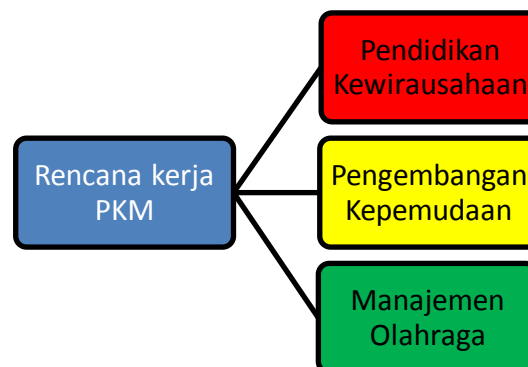 Rencana kerja
PKM
Pendidikan
Kewirausahaan
Pengembangan
Kepemudaan
Manajemen
Olahraga